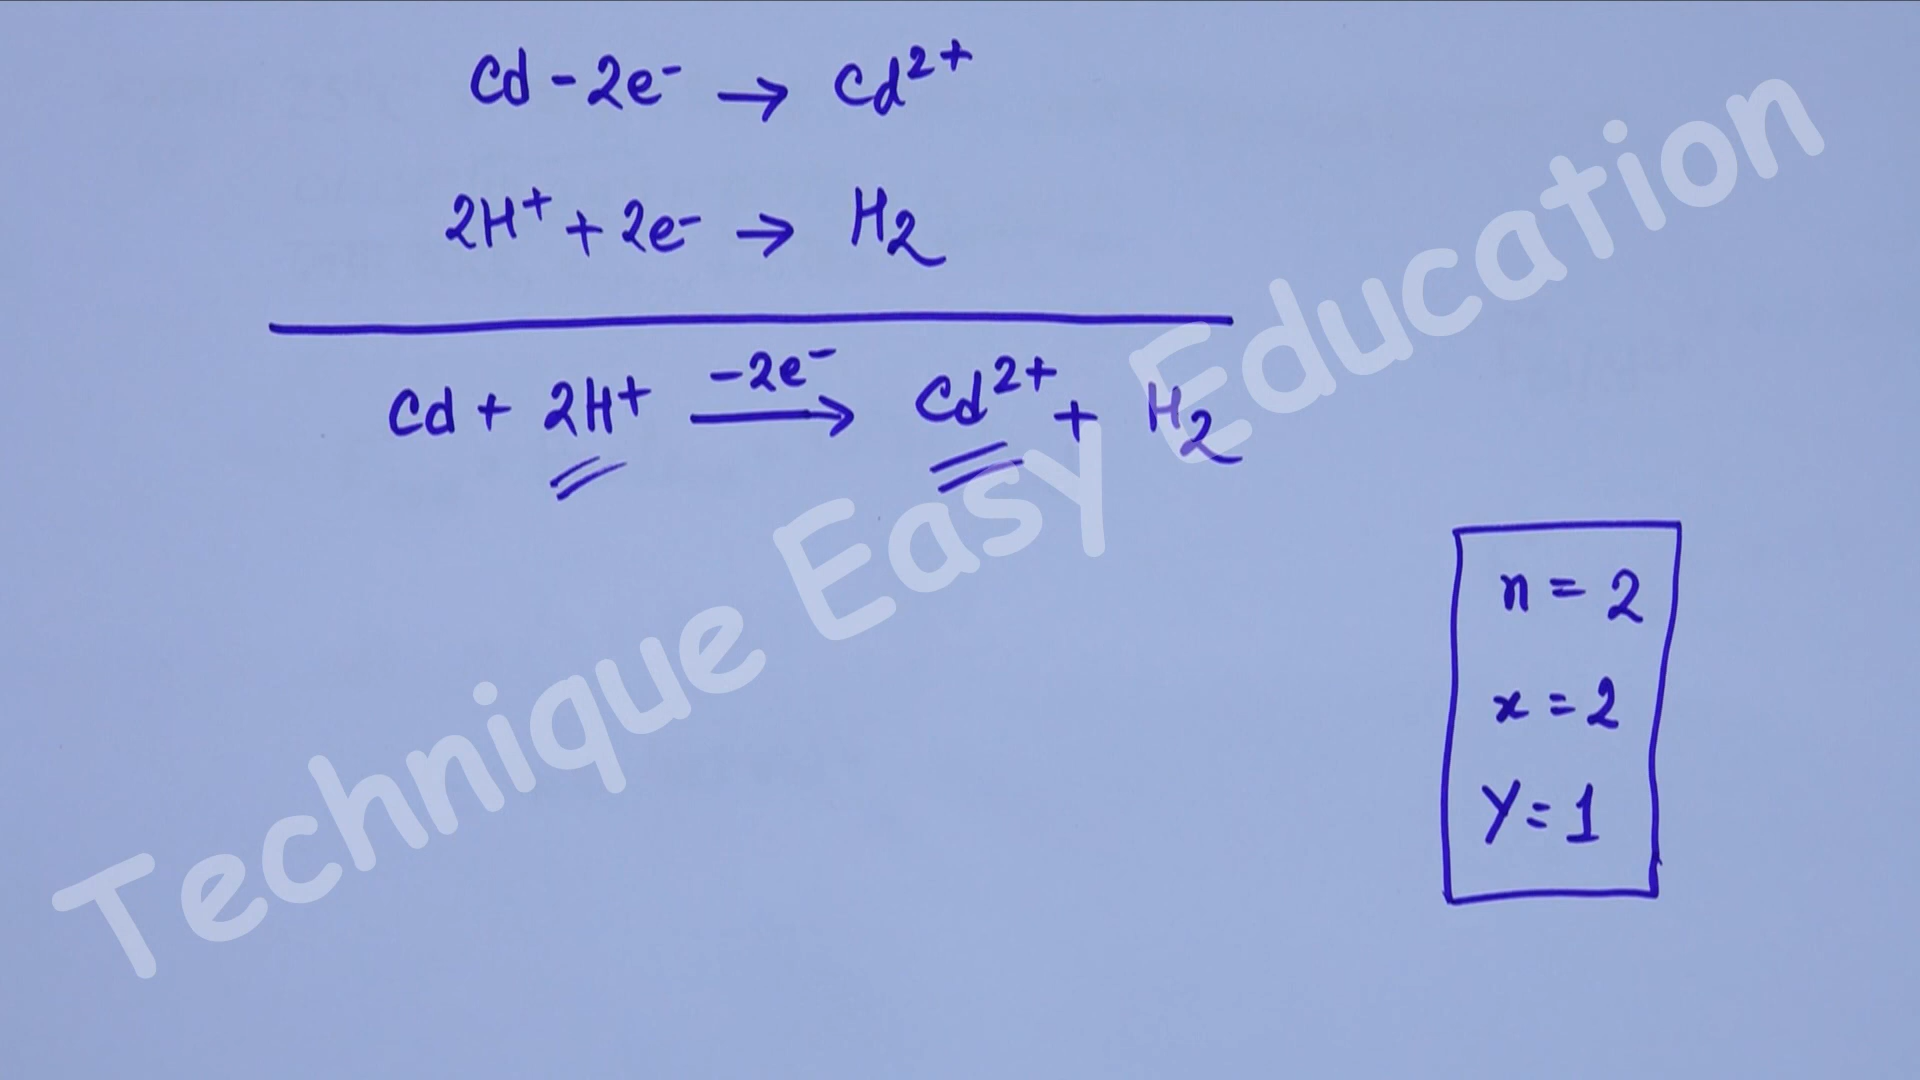 Cd - 2e⁻ → Cd²⁺
2H⁺ + 2e⁻ → H₂
Cd + 2H⁺ -2e⁻→ Cd²⁺ + H₂
n = 2
x = 2
Y = 1
Technique Easy Education